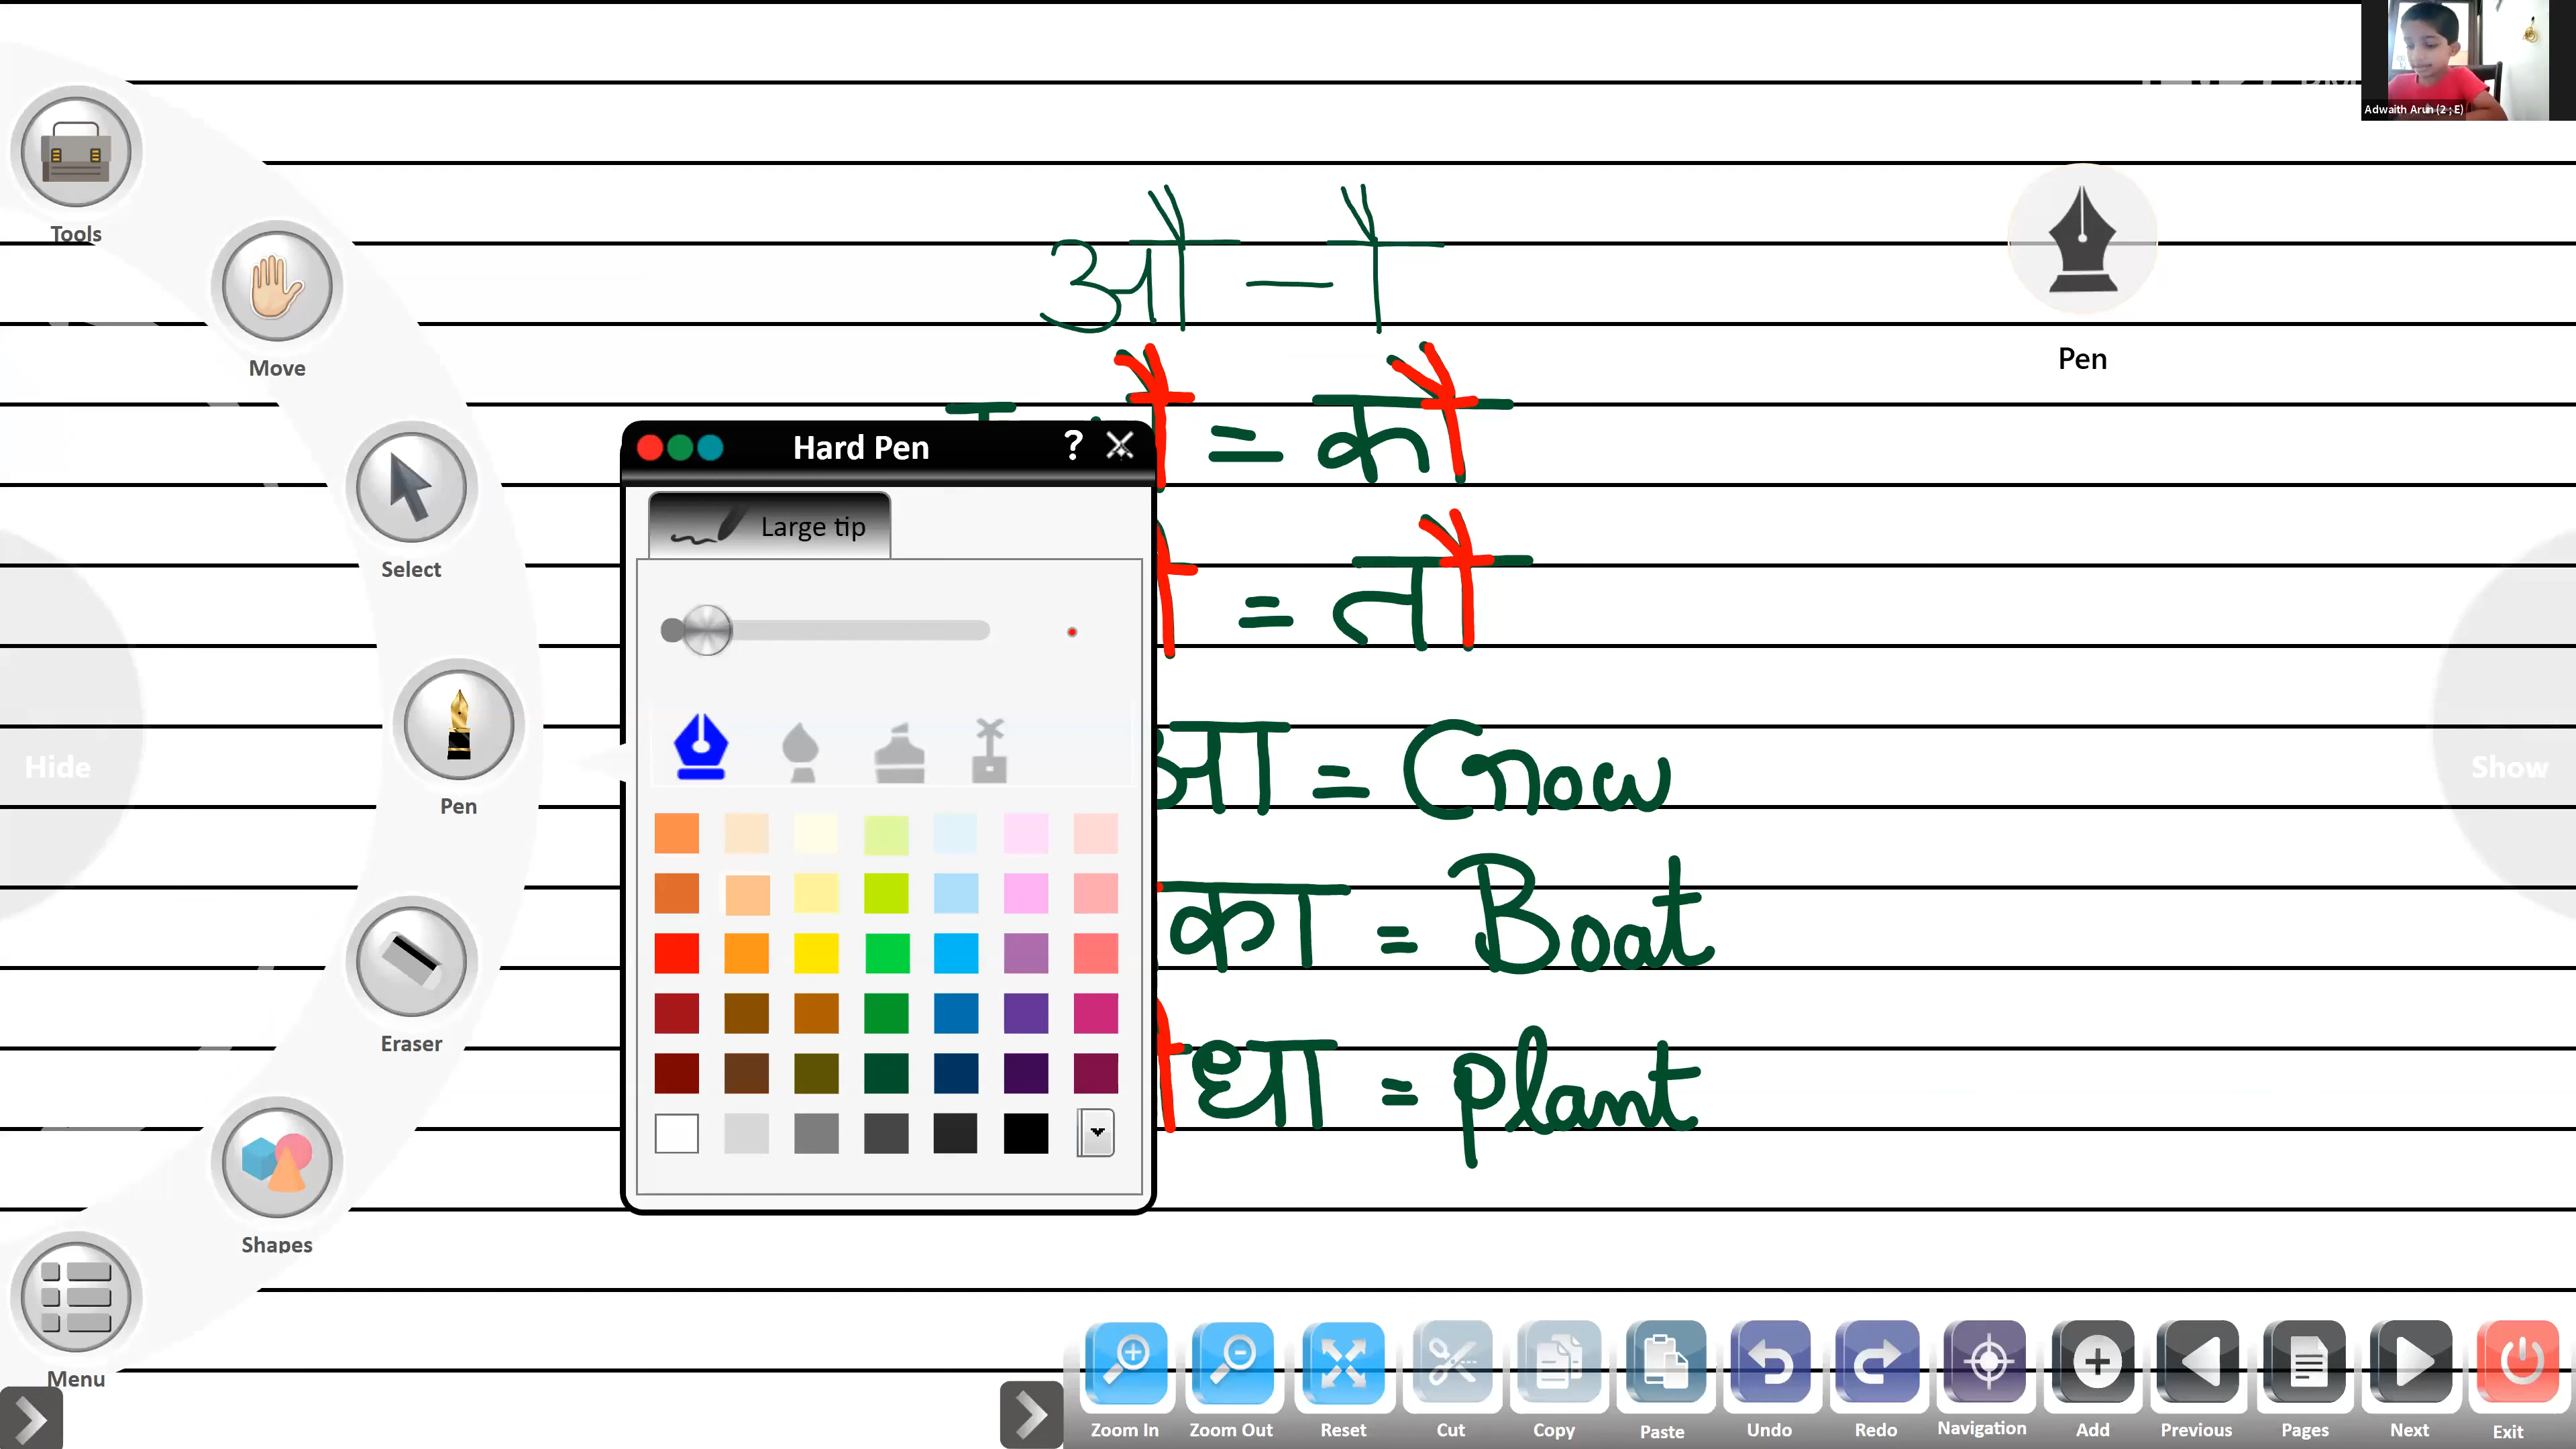 Adwaith Arun (2 ; E)
Tools
औ — ौ
Move
Pen
ौ = कौ
Hard Pen ?
Large tip
Select
= तौ
Hide
Show
आ = Crow
Pen
का = Boat
Eraser
धा = plant
Shapes
Menu
Zoom In Zoom Out Reset Cut Copy Paste Undo Redo Navigation Add Previous Pages Next Exit